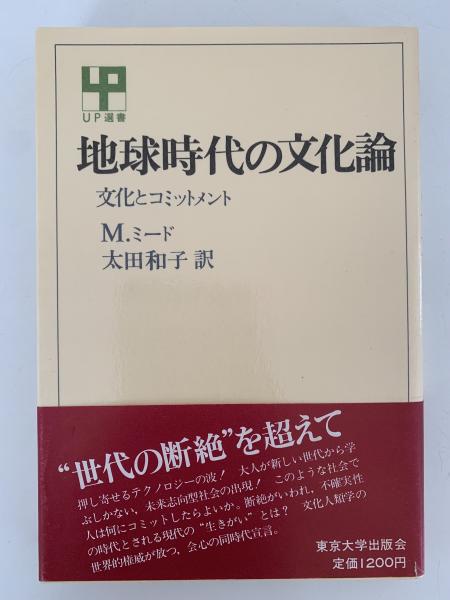 UP選書
地球時代の文化論
文化とコミットメント
M.ミード
太田和子 訳
“世代の断絶”を超えて
押し寄せるテクノロジーの波！　大人が新しい世代から学
ぶしかない、未来志向型社会の出現！　このような社会で
人は何にコミットしたらよいか。断絶がいわれ，不確実性
の時代とされる現代の“生きがい”とは？　文化人類学の
世界的権威が放つ，会心の同時代宣言。
東京大学出版会
定価1200円